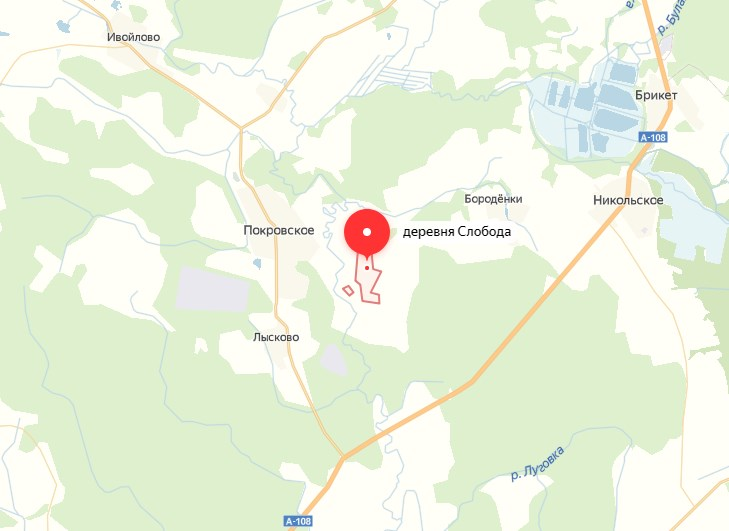 р. Була
а
Ивойлово
Брикет
А-108
Бородёнки
Никольское
Покровское
деревня Слобода
Лысково
р. Луговка
А-108